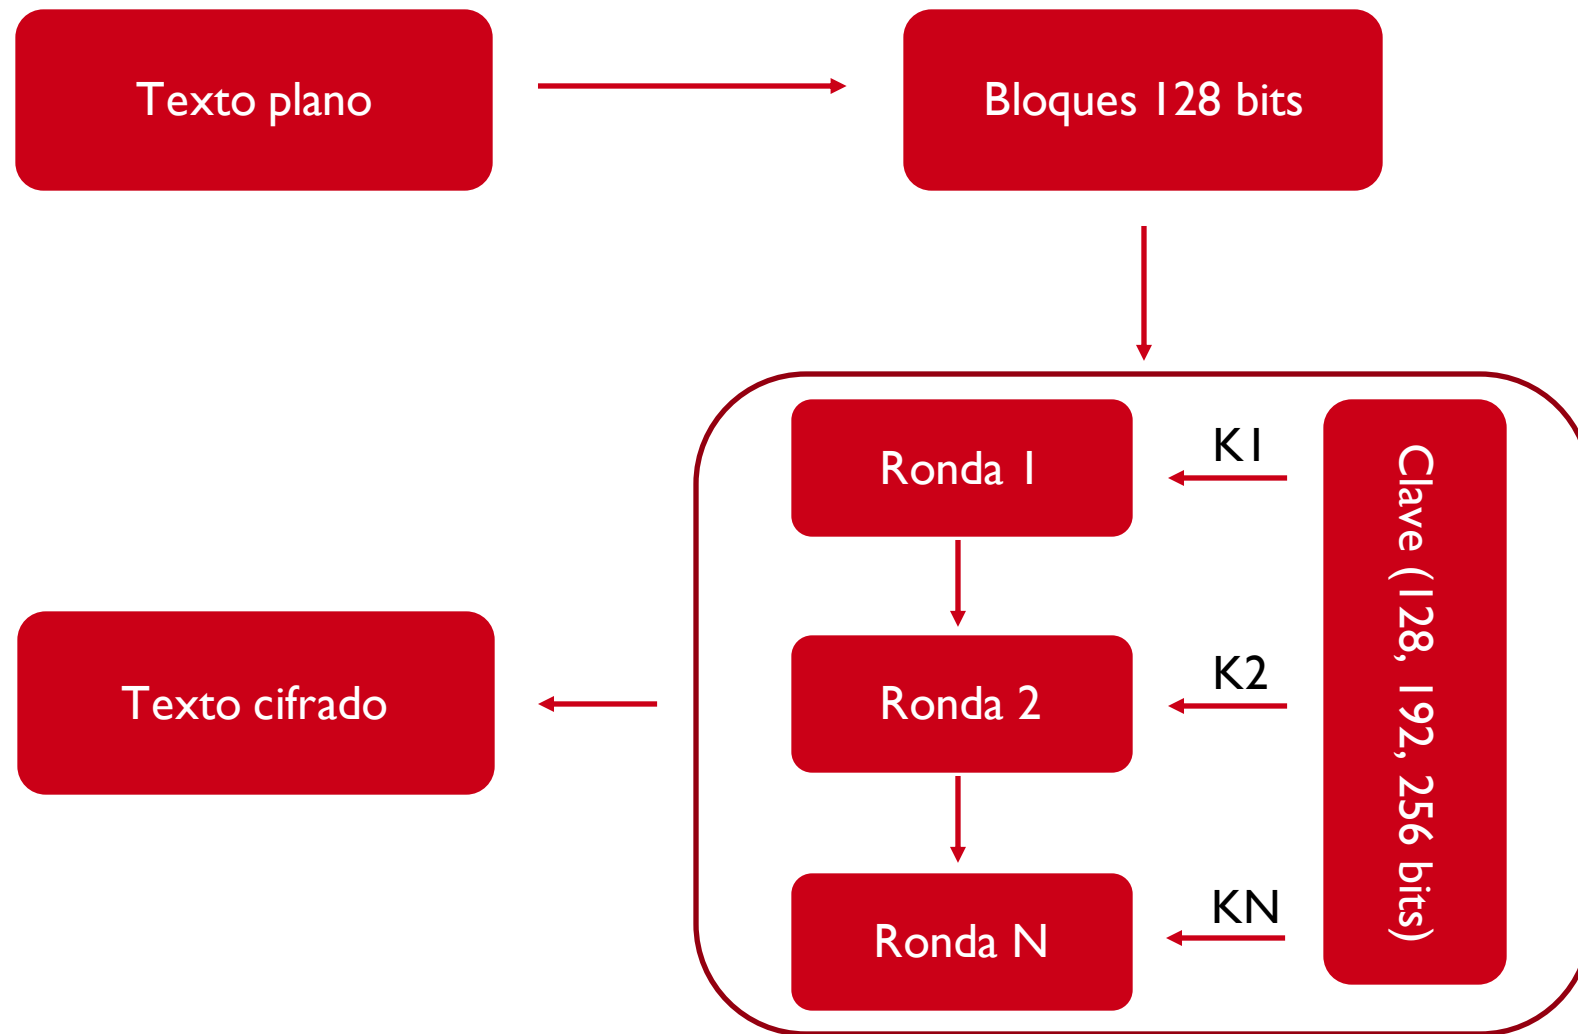 Texto plano
Bloques 128 bits
Ronda 1
K1
Clave (128, 192, 256 bits)
Texto cifrado
Ronda 2
K2
Ronda N
KN